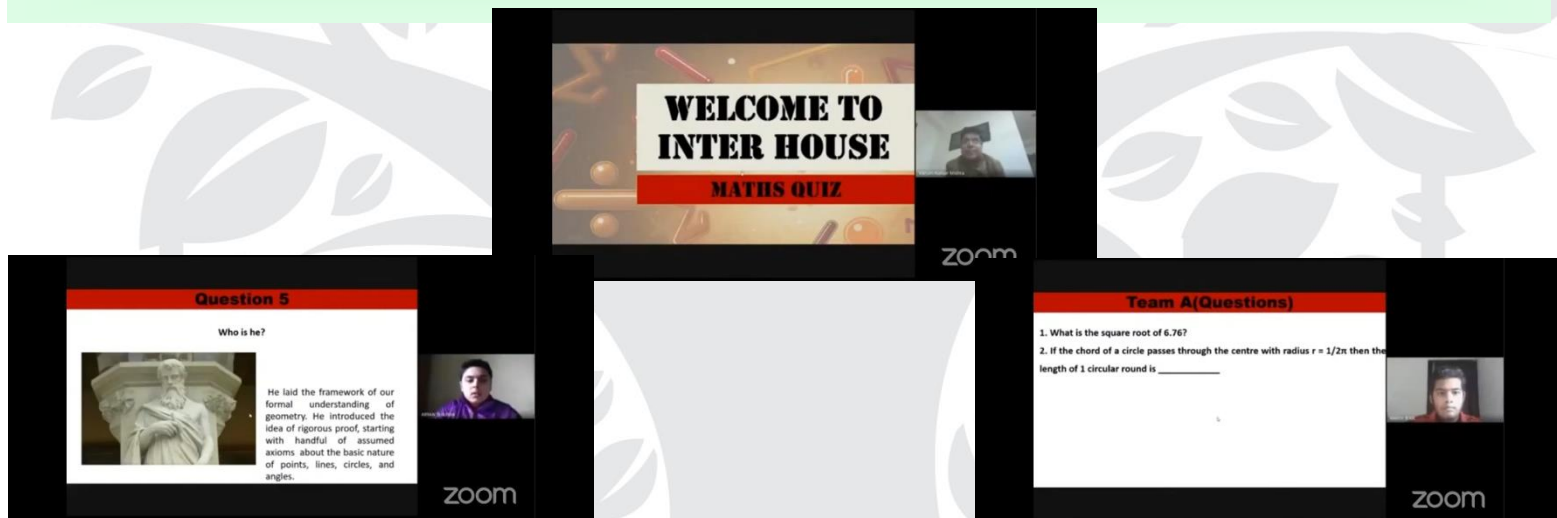 WELCOME TO
INTER HOUSE
MATHS QUIZ
zoom
Question 5
Who is he?
He laid the framework of our
formal understanding of
geometry. He introduced the
idea of rigorous proof, starting
with handful of assumed
axioms about the basic nature
of points, lines, circles, and
angles.
zoom
Team A(Questions)
1. What is the square root of 6.76?
2. If the chord of a circle passes through the centre with radius r = 1/2π then the
length of 1 circular round is ____________
zoom